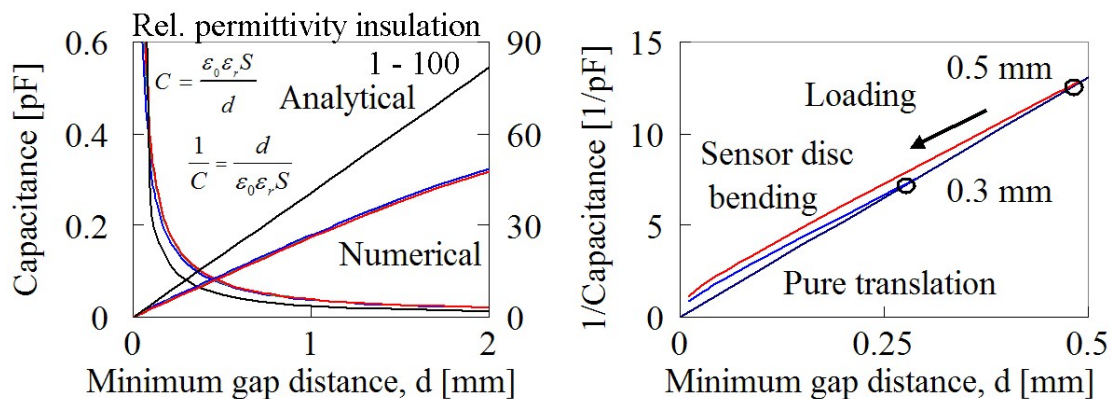 Rel. permittivity insulation
1 - 100
C = ε₀εᵣS / d
1/C = d / ε₀εᵣS
Analytical
Numerical
Capacitance [pF]
0.6
0.4
0.2
0
90
60
30
0
0
1
2
Minimum gap distance, d [mm]
1/Capacitance [1/pF]
15
10
5
0
0.5 mm
Loading
Sensor disc
bending
0.3 mm
Pure translation
0
0.25
0.5
Minimum gap distance, d [mm]